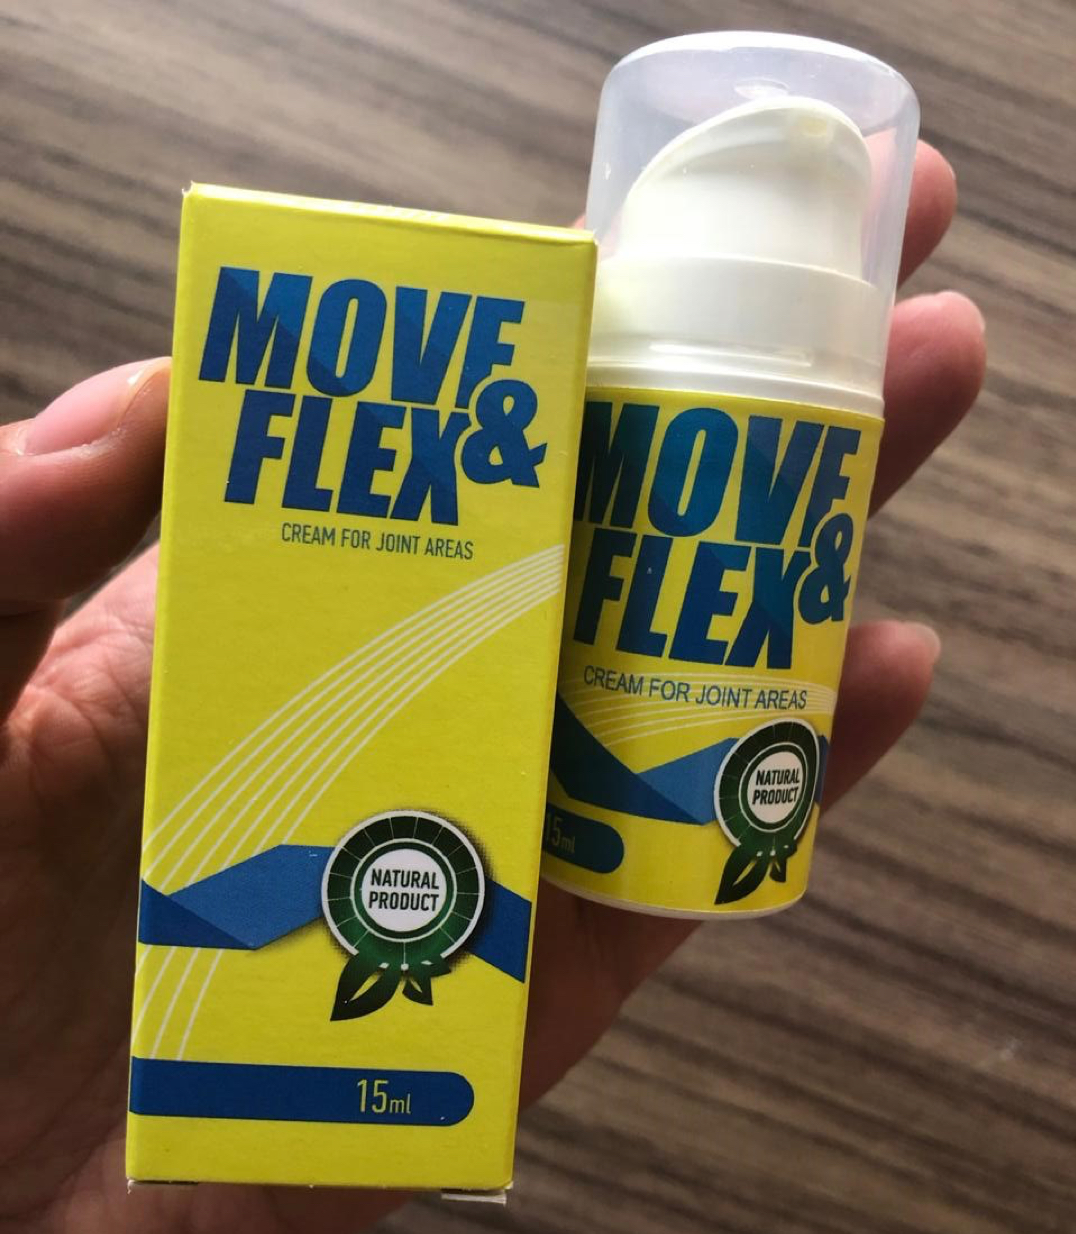 MOVE
& FLEX
CREAM FOR JOINT AREAS
NATURAL
PRODUCT
15ml
MOVE
& FLEX
CREAM FOR JOINT AREAS
NATURAL
PRODUCT
15ml